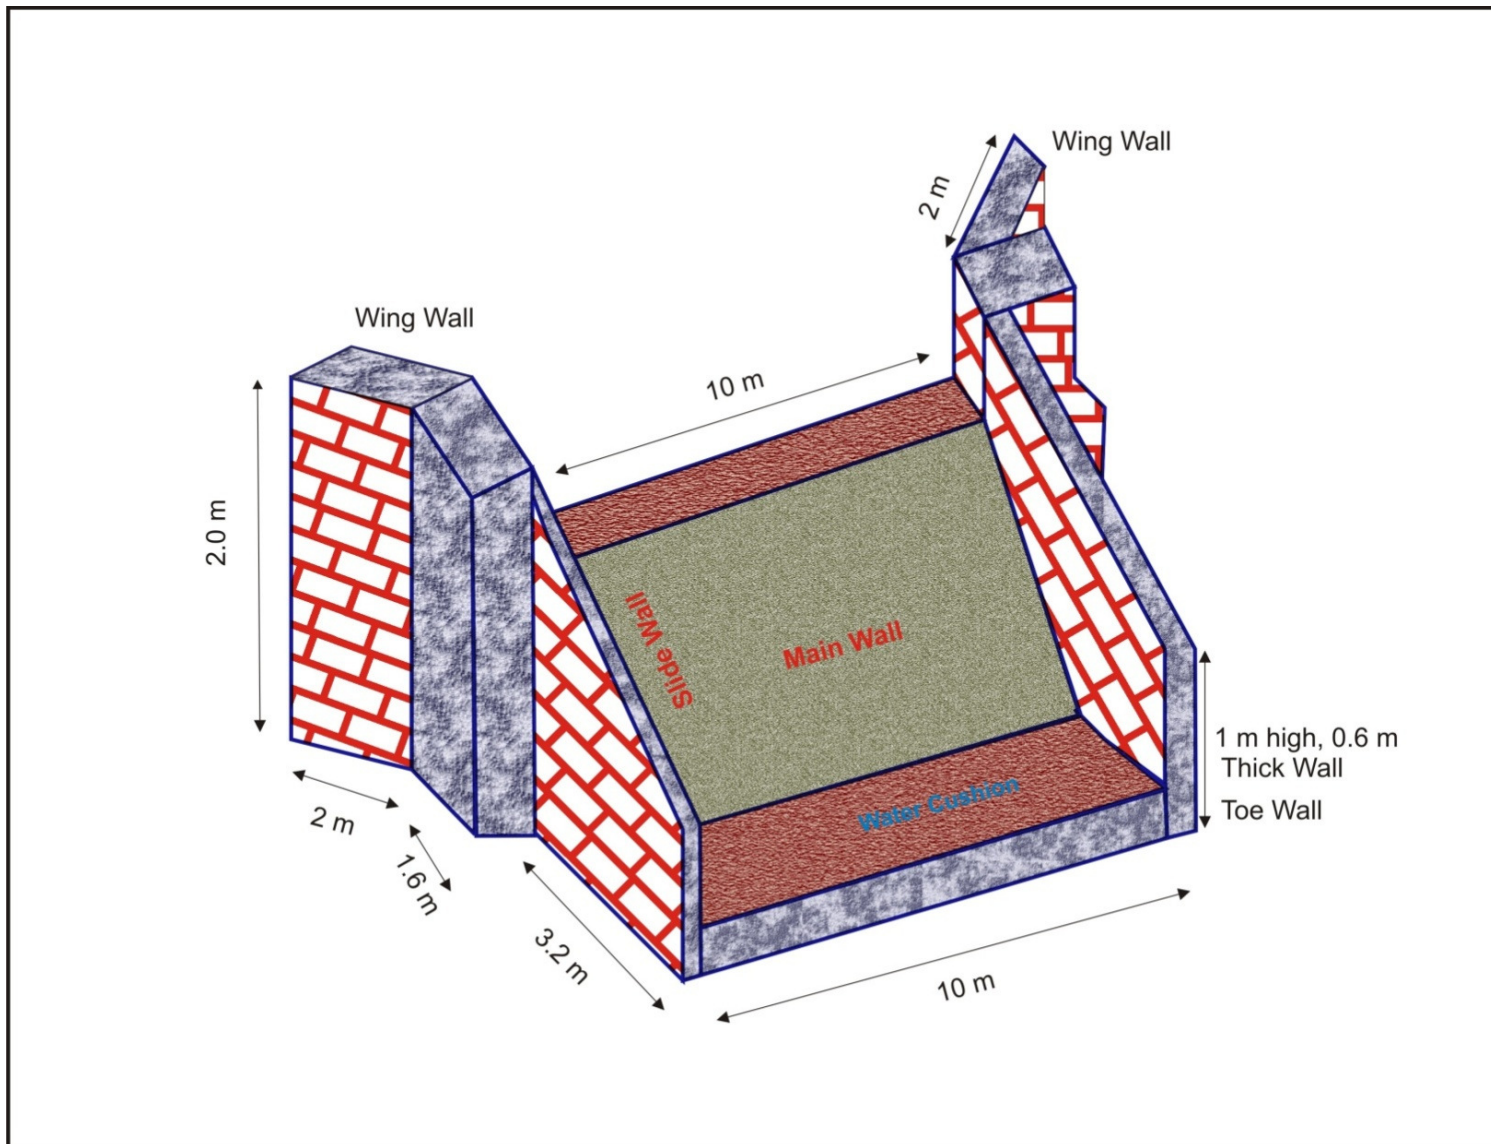 Wing Wall
2 m
Wing Wall
10 m
2.0 m
Slide Wall
Main Wall
1 m high, 0.6 m
Thick Wall
Toe Wall
Water Cushion
2 m
1.6 m
3.2 m
10 m